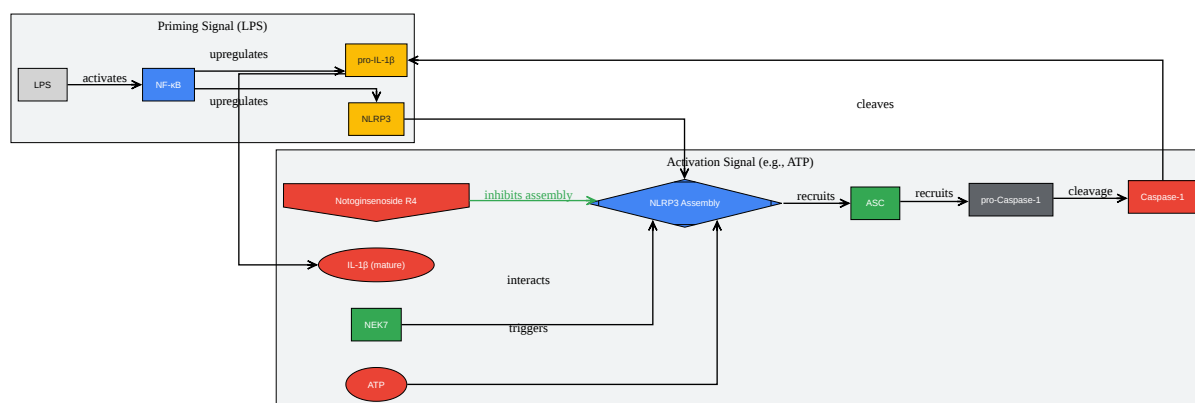 Priming Signal (LPS)
upregulates
pro-IL-1β
LPS
activates
NF-κB
upregulates
NLRP3
cleaves
Activation Signal (e.g., ATP)
Notoginsenoside R4
inhibits assembly
NLRP3 Assembly
recruits
ASC
recruits
pro-Caspase-1
cleavage
Caspase-1
IL-1β (mature)
interacts
NEK7
triggers
ATP